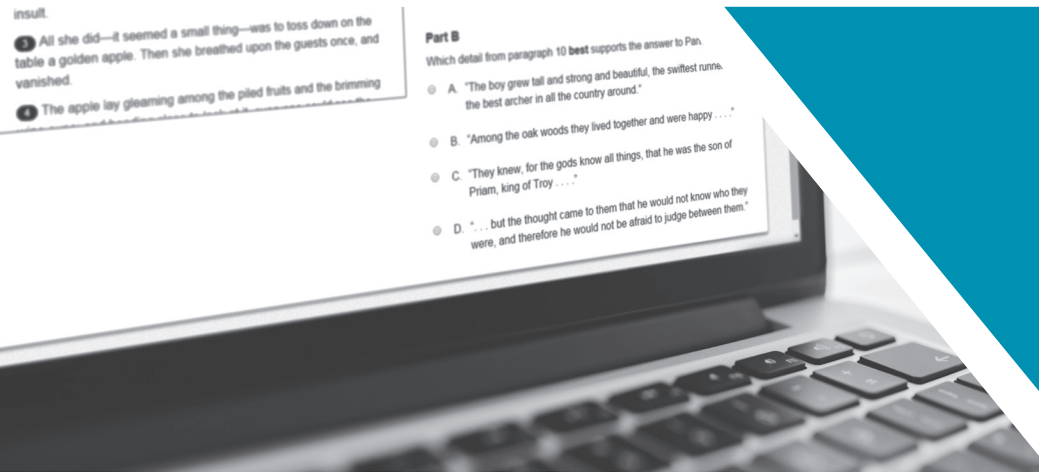 insult.
3 All she did—it seemed a small thing—was to toss down on the
table a golden apple. Then she breathed upon the guests once, and
vanished.
4 The apple lay gleaming among the piled fruits and the brimming
Part B
Which detail from paragraph 10 best supports the answer to
A. "The boy grew tall and strong and beautiful, the swiftest
the best archer in all the country around."
B. "Among the oak woods they lived together and were happy . . . ."
C. "They knew, for the gods know all things, that he was the son of
Priam, king of Troy . . . ."
D. ". . . but the thought came to them that he would not know who they
were, and therefore he would not be afraid to judge between them."